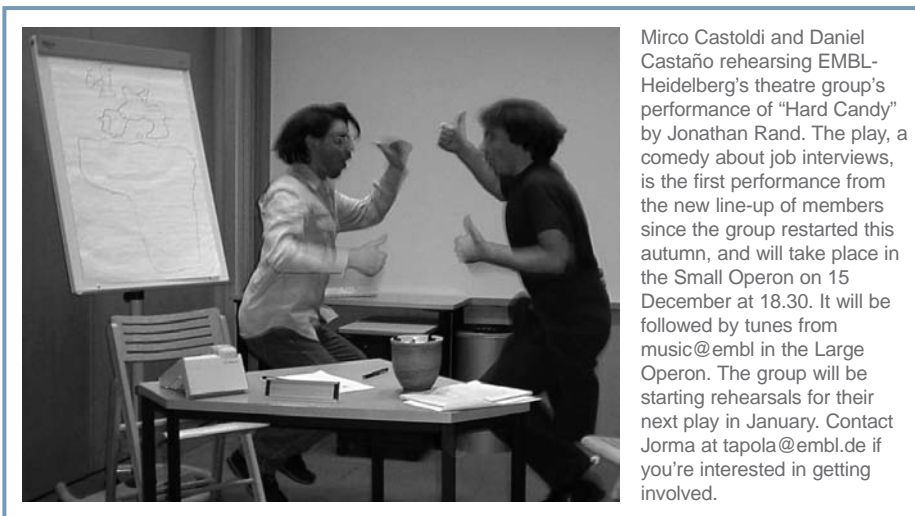 Mirco Castoldi and Daniel
Castaño rehearsing EMBL-
Heidelberg's theatre group's
performance of “Hard Candy”
by Jonathan Rand. The play, a
comedy about job interviews,
is the first performance from
the new line-up of members
since the group restarted this
autumn, and will take place in
the Small Operon on 15
December at 18.30. It will be
followed by tunes from
music@embl in the Large
Operon. The group will be
starting rehearsals for their
next play in January. Contact
Jorma at tapola@embl.de if
you're interested in getting
involved.